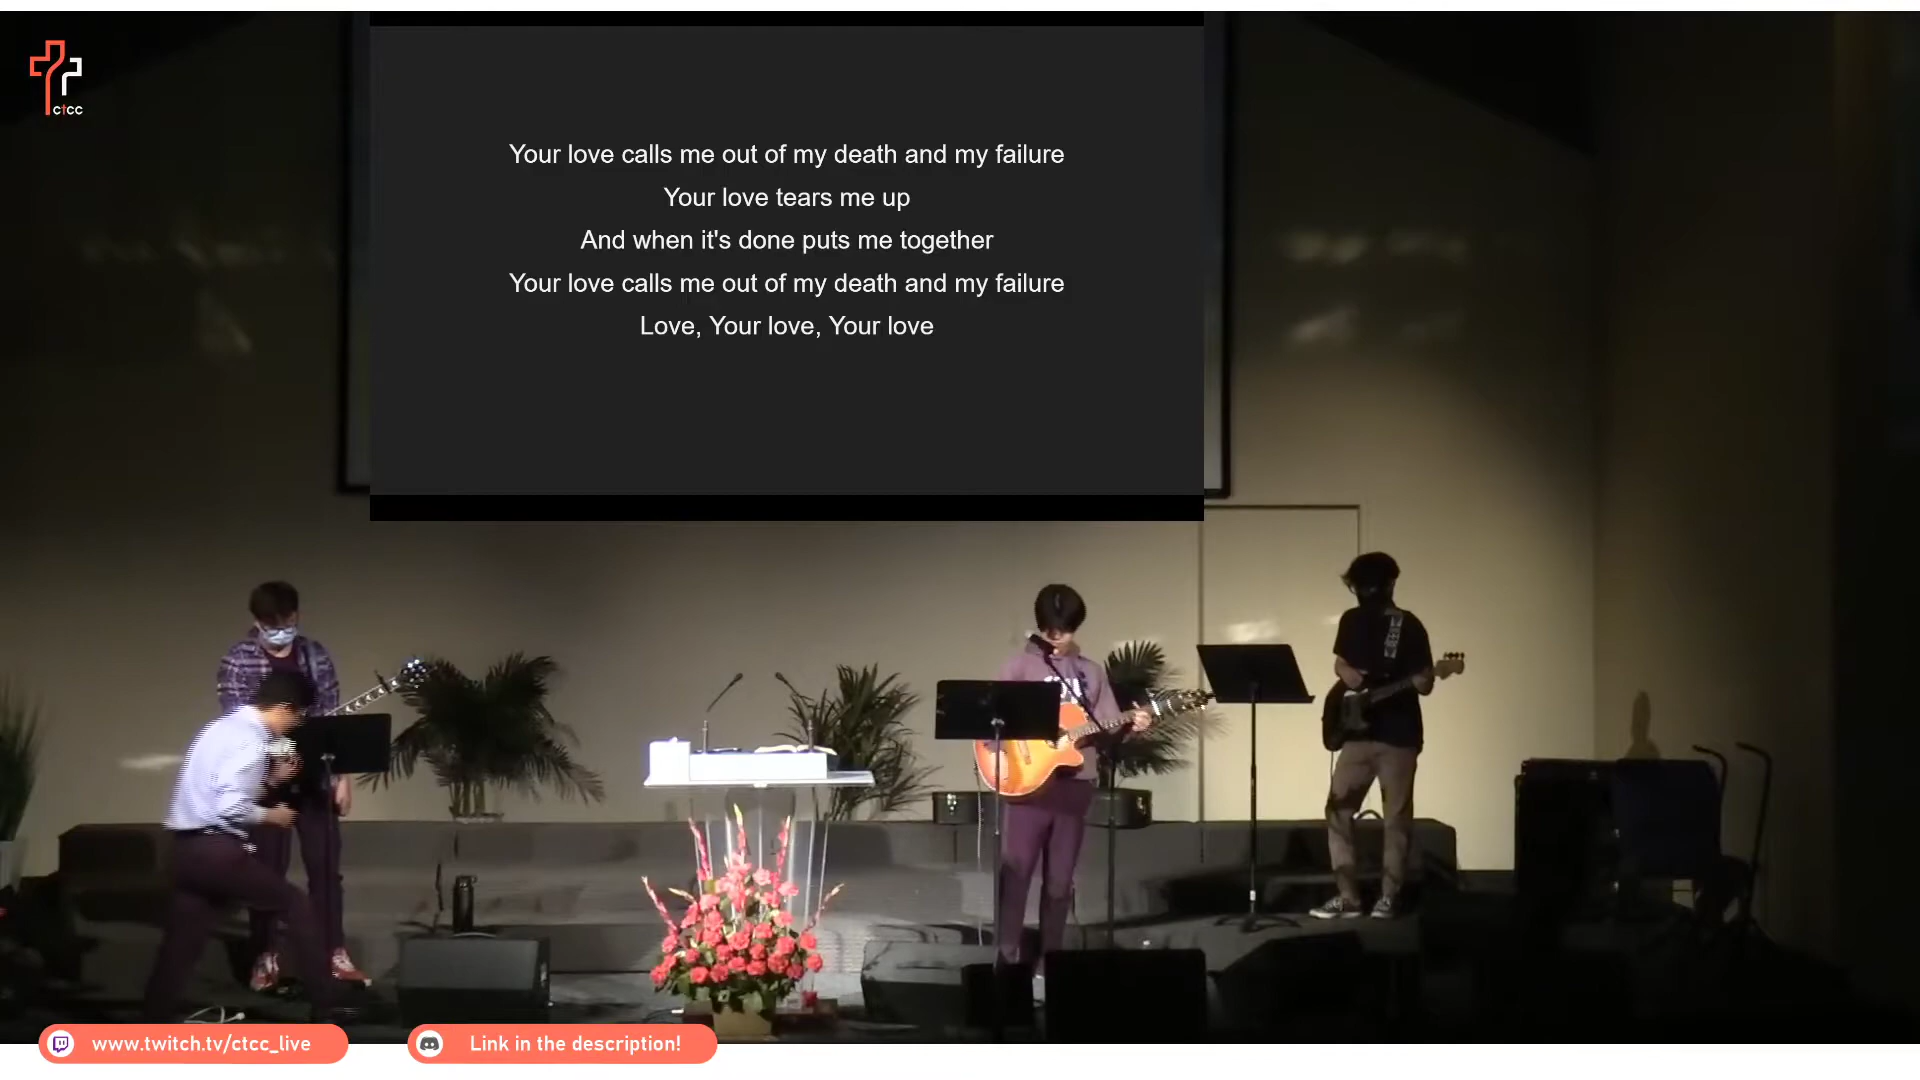 ctcc
Your love calls me out of my death and my failure
Your love tears me up
And when it's done puts me together
Your love calls me out of my death and my failure
Love, Your love, Your love
www.twitch.tv/ctcc_live
Link in the description!